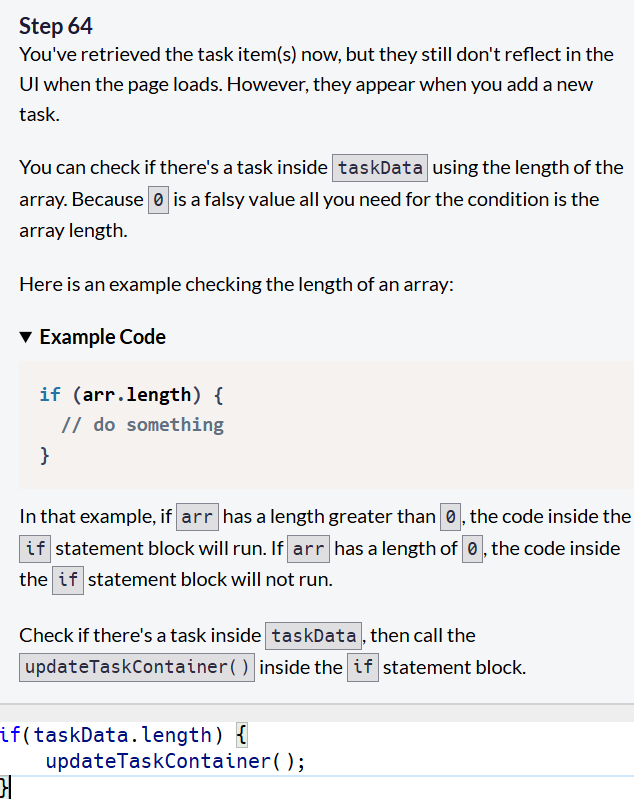 Step 64
You've retrieved the task item(s) now, but they still don't reflect in the
UI when the page loads. However, they appear when you add a new
task.
You can check if there's a task inside taskData using the length of the
array. Because 0 is a falsy value all you need for the condition is the
array length.
Here is an example checking the length of an array:
▼ Example Code
if (arr.length) {
  // do something
}
In that example, if arr has a length greater than 0, the code inside the
if statement block will run. If arr has a length of 0, the code inside
the if statement block will not run.
Check if there's a task inside taskData, then call the
updateTaskContainer() inside the if statement block.
if(taskData.length) {
    updateTaskContainer();
}